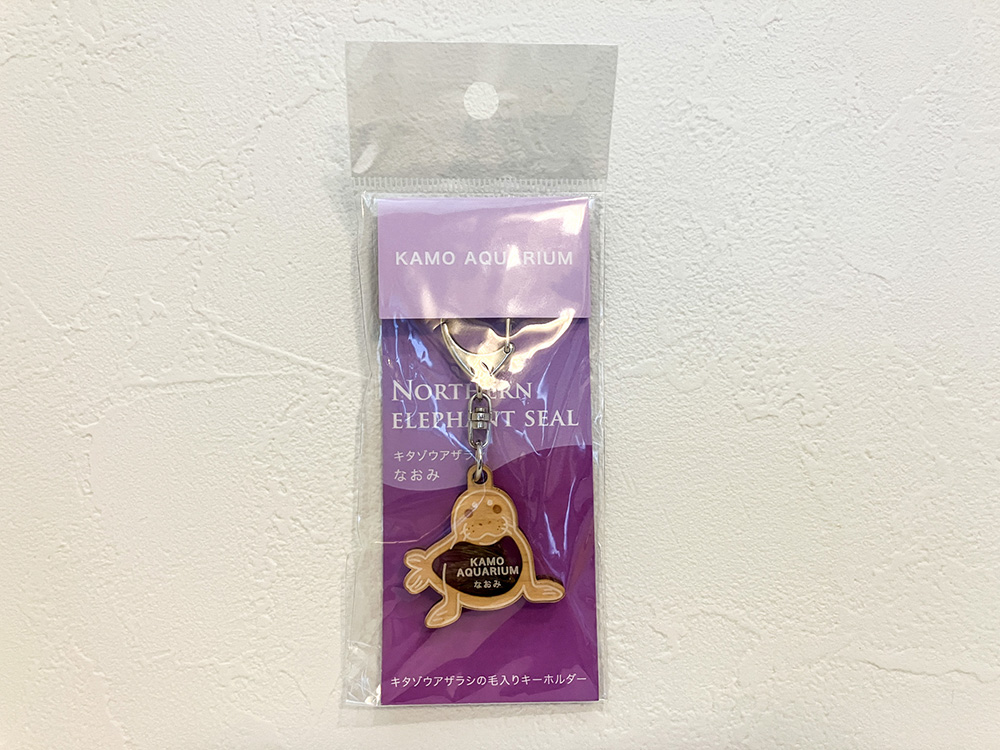 KAMO AQUARIUM
NORTHERN
ELEPHANT SEAL
キタゾウアザラシ
なおみ
KAMO
AQUARIUM
なおみ
キタゾウアザラシの毛入りキーホルダー